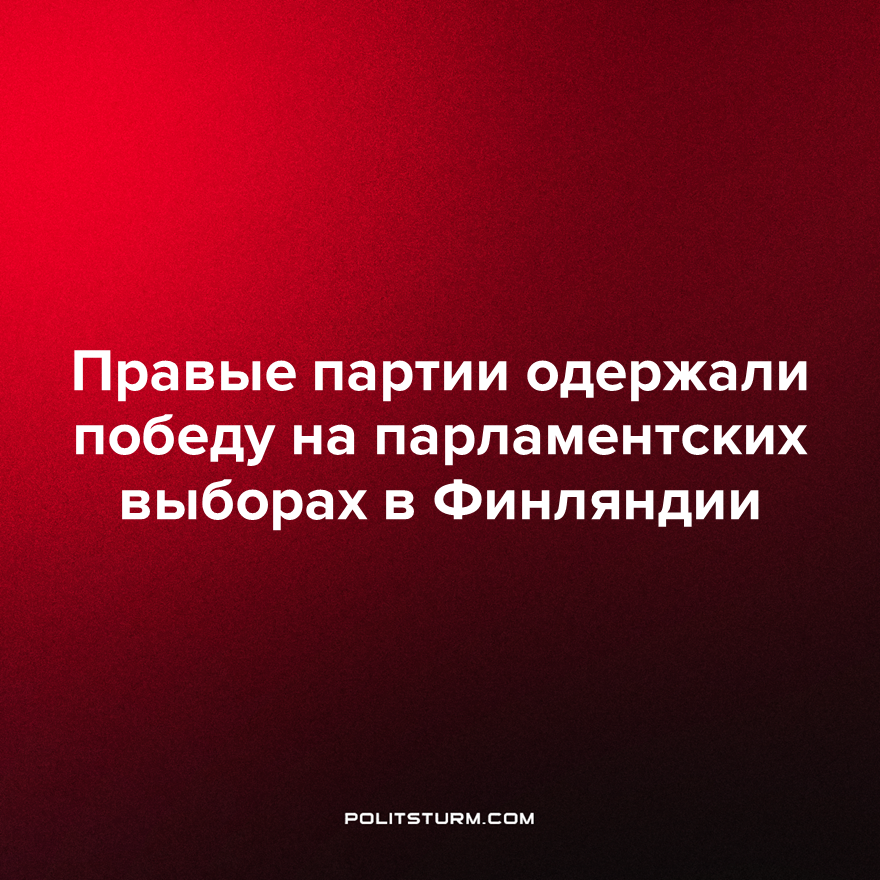 Правые партии одержали
победу на парламентских
выборах в Финляндии
POLITSTURM.COM